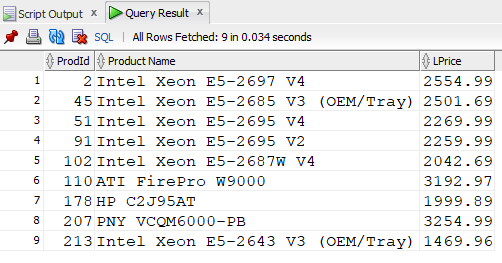 Script Output x Query Result x
SQL | All Rows Fetched: 9 in 0.034 seconds
ProdId Product Name LPrice
1 2 Intel Xeon E5-2697 V4 2554.99
2 45 Intel Xeon E5-2685 V3 (OEM/Tray) 2501.69
3 51 Intel Xeon E5-2695 V4 2269.99
4 91 Intel Xeon E5-2695 V2 2259.99
5 102 Intel Xeon E5-2687W V4 2042.69
6 110 ATI FirePro W9000 3192.97
7 178 HP C2J95AT 1999.89
8 207 PNY VCQM6000-PB 3254.99
9 213 Intel Xeon E5-2643 V3 (OEM/Tray) 1469.96